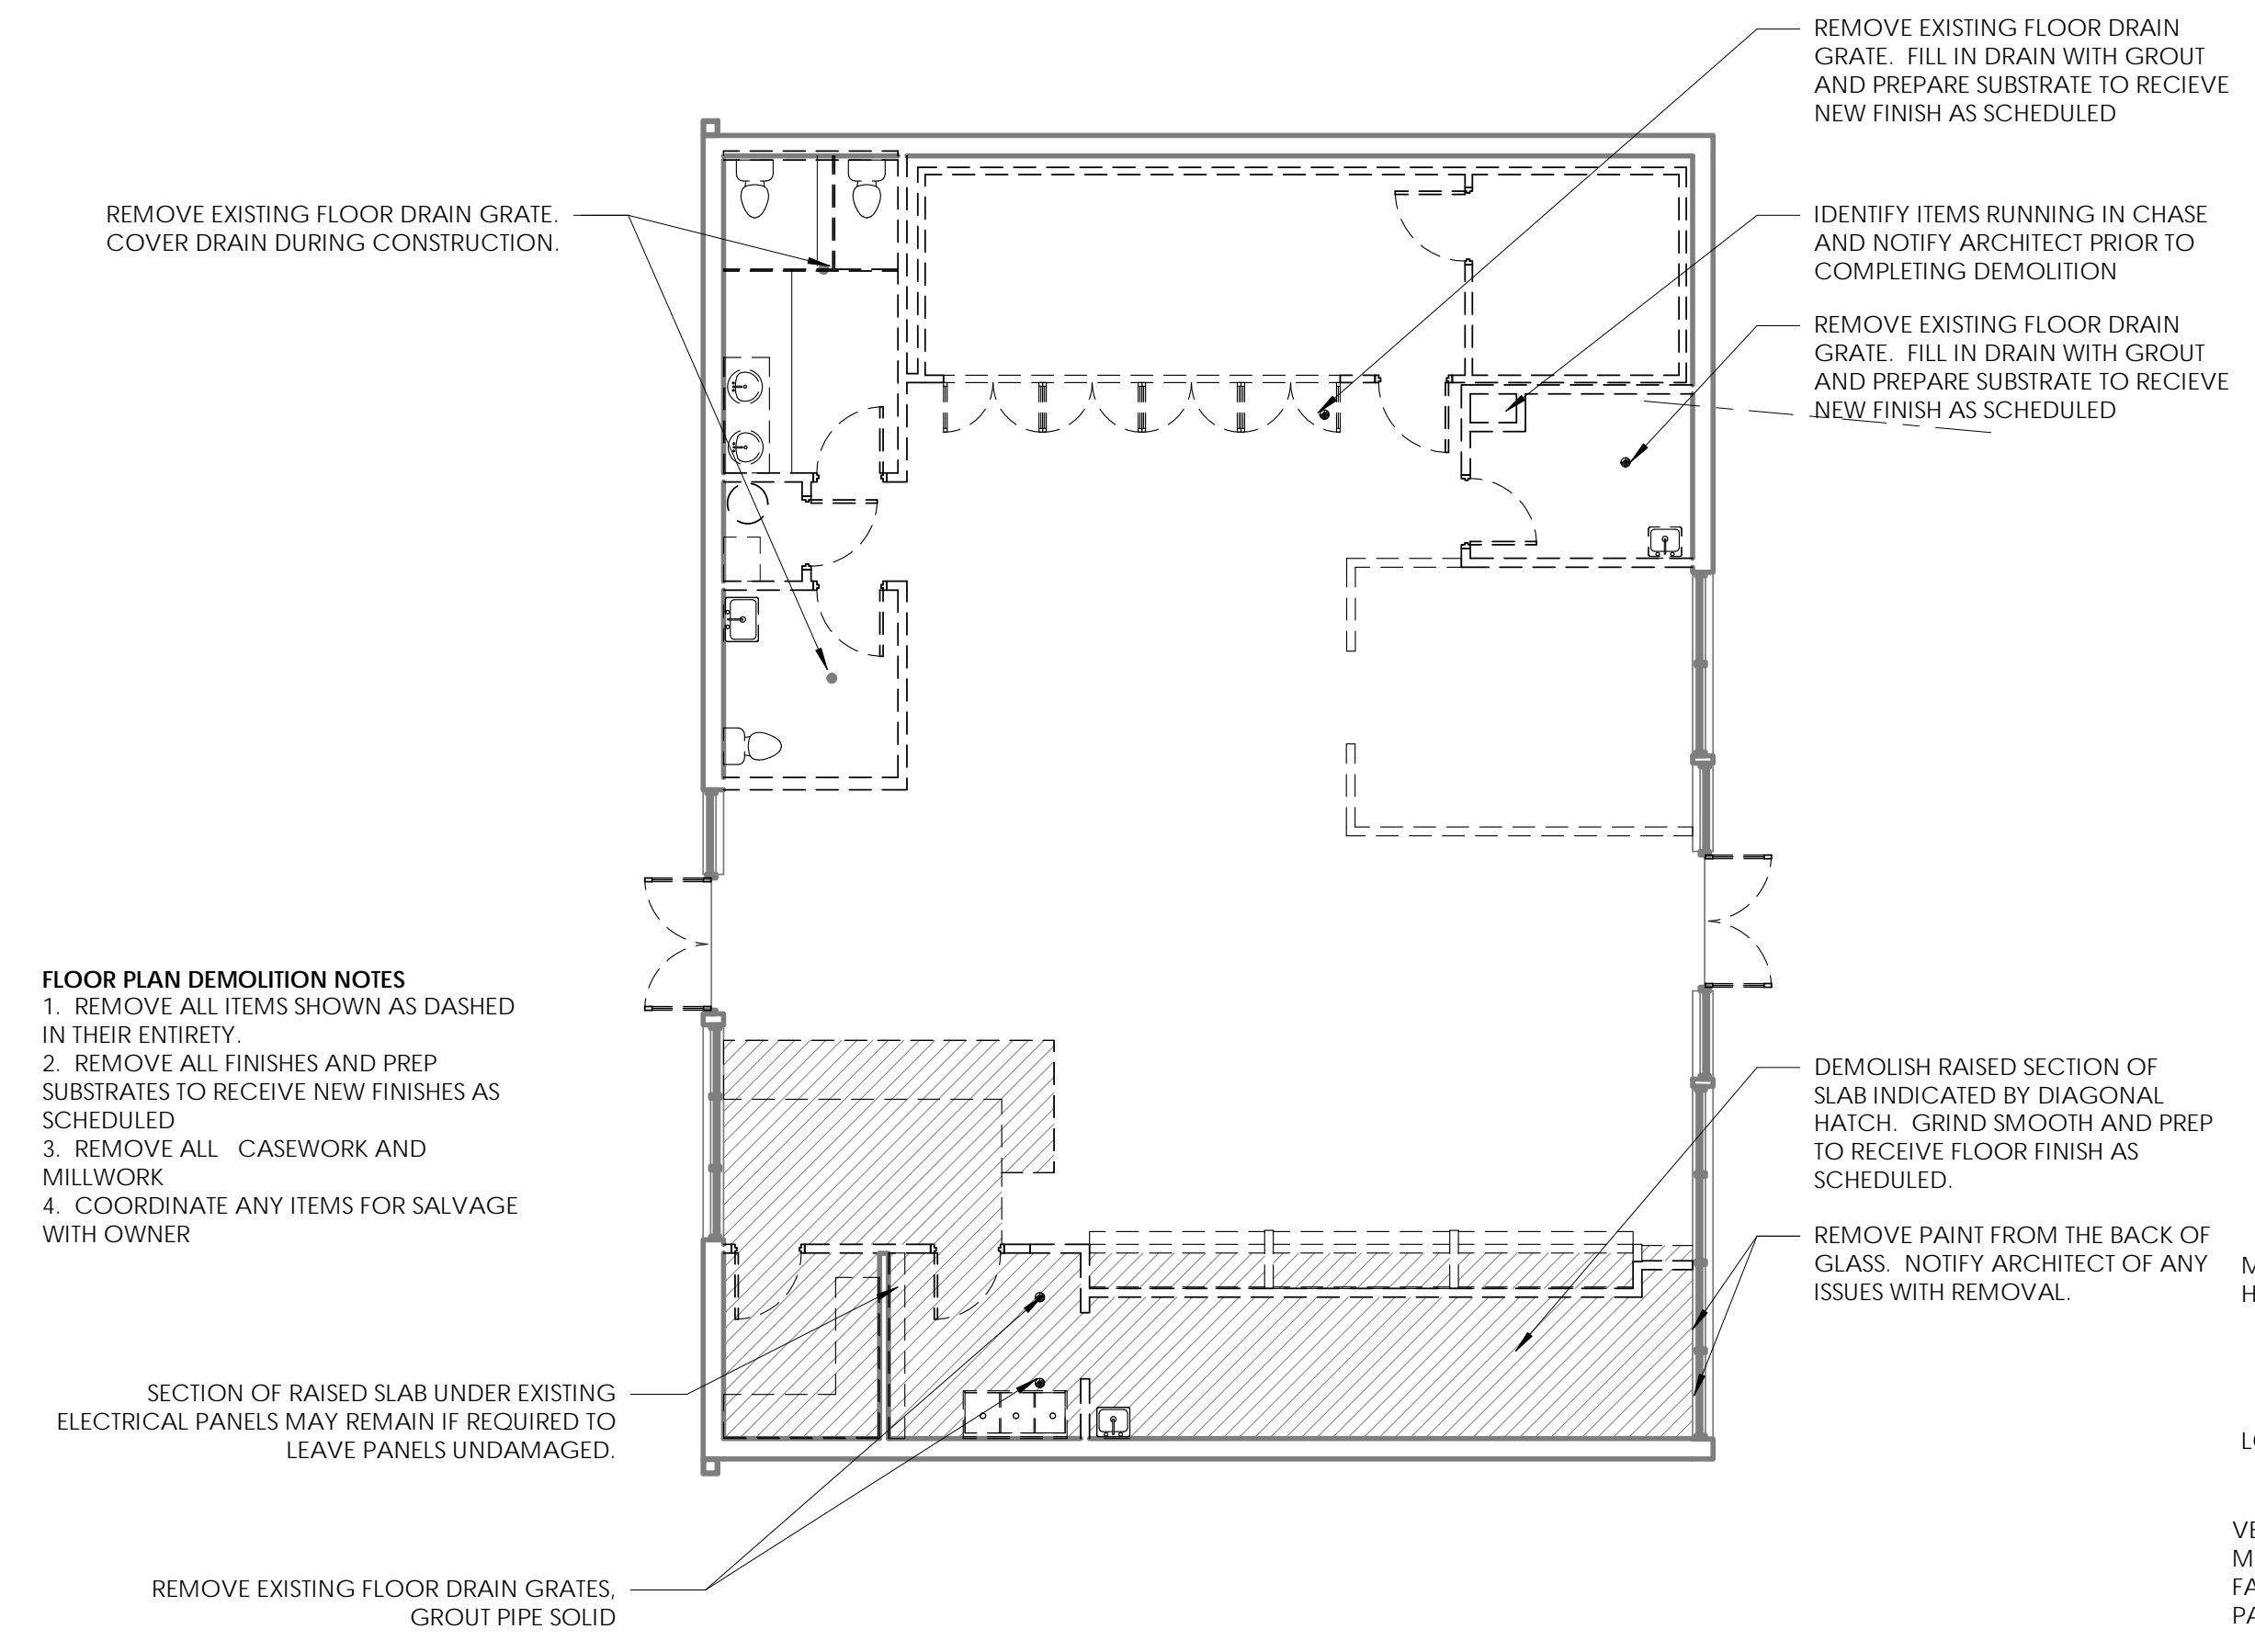 REMOVE EXISTING FLOOR DRAIN
GRATE.  FILL IN DRAIN WITH GROUT
AND PREPARE SUBSTRATE TO RECIEVE
NEW FINISH AS SCHEDULED
REMOVE EXISTING FLOOR DRAIN GRATE.
COVER DRAIN DURING CONSTRUCTION.
IDENTIFY ITEMS RUNNING IN CHASE
AND NOTIFY ARCHITECT PRIOR TO
COMPLETING DEMOLITION
REMOVE EXISTING FLOOR DRAIN
GRATE.  FILL IN DRAIN WITH GROUT
AND PREPARE SUBSTRATE TO RECIEVE
NEW FINISH AS SCHEDULED
FLOOR PLAN DEMOLITION NOTES
1.  REMOVE ALL ITEMS SHOWN AS DASHED
IN THEIR ENTIRETY.
2.  REMOVE ALL FINISHES AND PREP
SUBSTRATES TO RECEIVE NEW FINISHES AS
SCHEDULED
3.  REMOVE ALL   CASEWORK AND
MILLWORK
4.  COORDINATE ANY ITEMS FOR SALVAGE
WITH OWNER
DEMOLISH RAISED SECTION OF
SLAB INDICATED BY DIAGONAL
HATCH.  GRIND SMOOTH AND PREP
TO RECEIVE FLOOR FINISH AS
SCHEDULED.
REMOVE PAINT FROM THE BACK OF
GLASS.  NOTIFY ARCHITECT OF ANY
ISSUES WITH REMOVAL.
SECTION OF RAISED SLAB UNDER EXISTING
ELECTRICAL PANELS MAY REMAIN IF REQUIRED TO
LEAVE PANELS UNDAMAGED.
REMOVE EXISTING FLOOR DRAIN GRATES,
GROUT PIPE SOLID